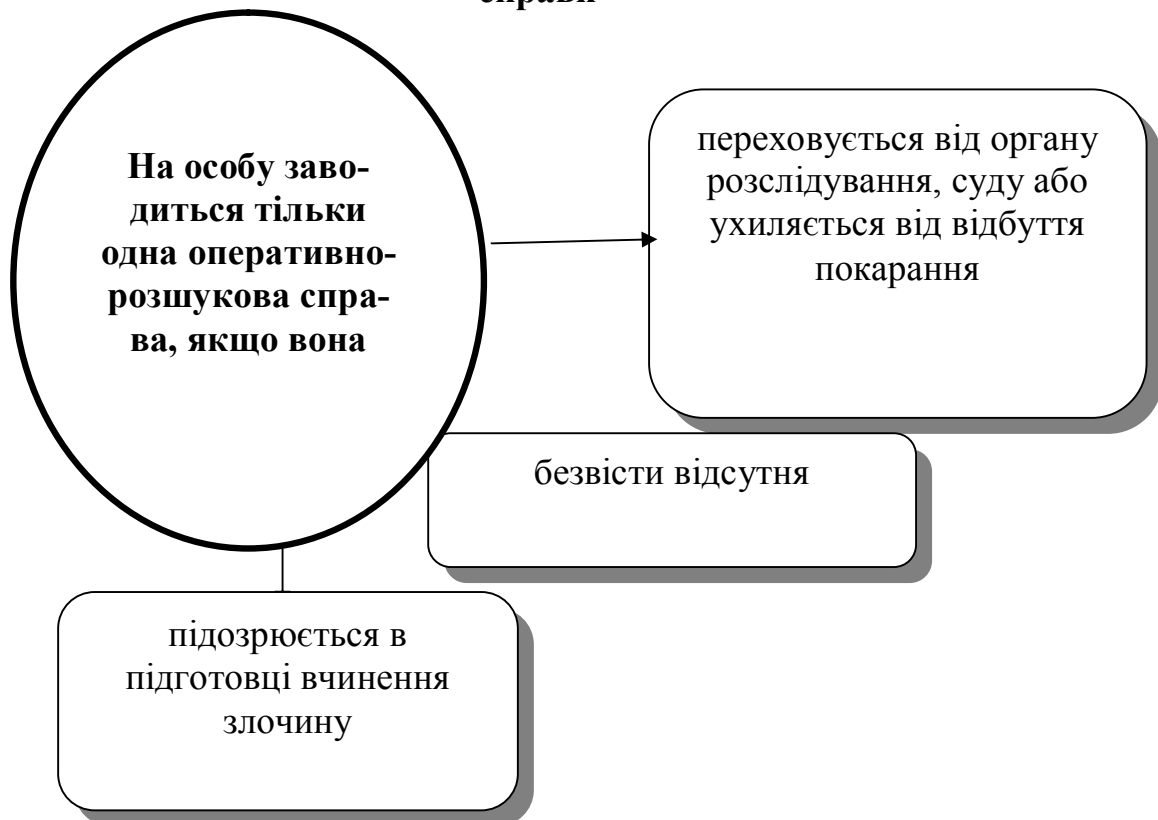 справи
На особу заво-
диться тільки
одна оперативно-
розшукова спра-
ва, якщо вона
переховується від органу
розслідування, суду або
ухиляється від відбуття
покарання
безвісти відсутня
підозрюється в
підготовці вчинення
злочину